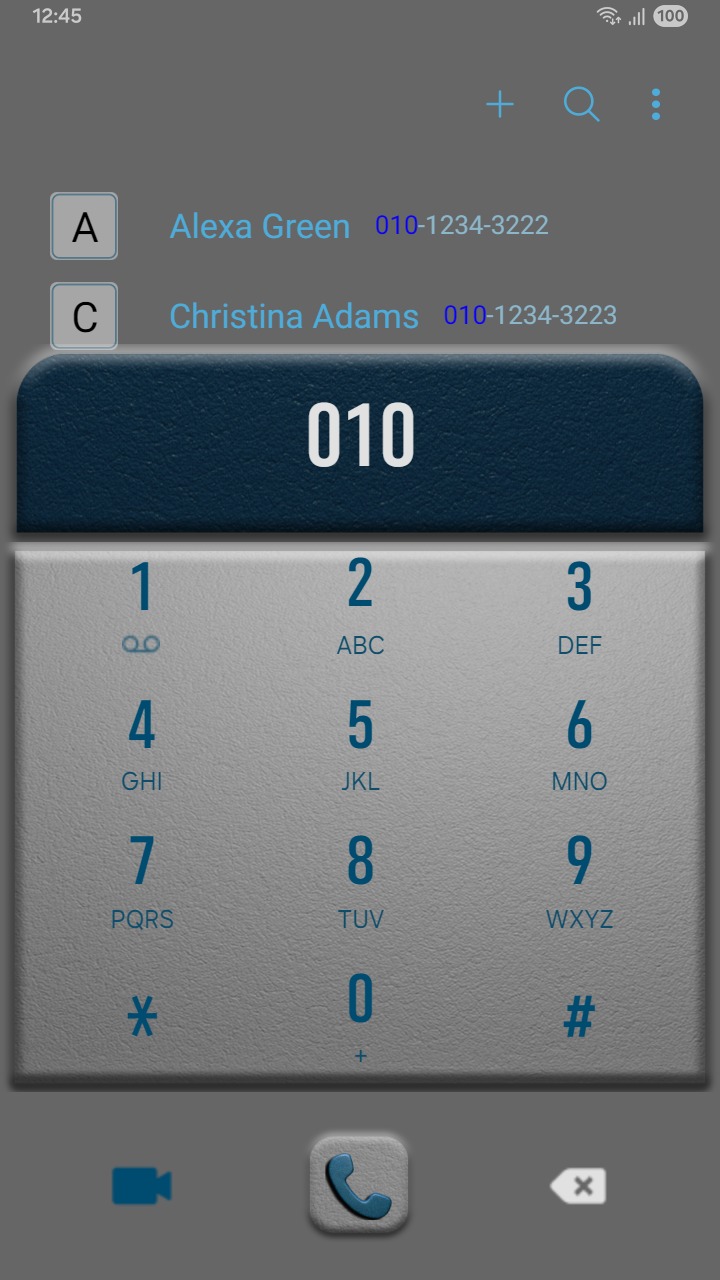 12:45 100
A Alexa Green 010-1234-3222
C Christina Adams 010-1234-3223
010
1 2 3
ABC DEF
4 5 6
GHI JKL MNO
7 8 9
PQRS TUV WXYZ
* 0 #
+